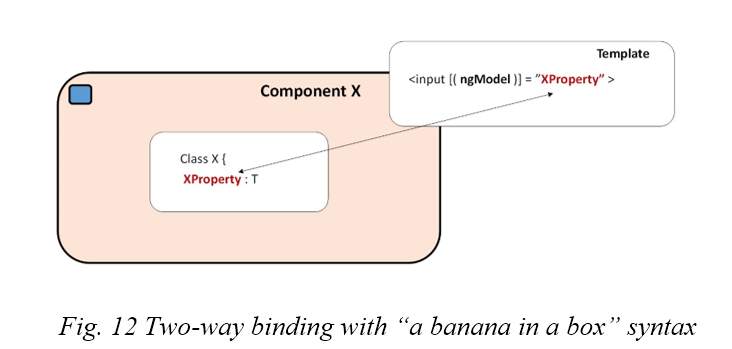 Template
<input [( ngModel )] = ”XProperty” >
Component X
Class X {
XProperty : T
Fig. 12 Two-way binding with “a banana in a box” syntax